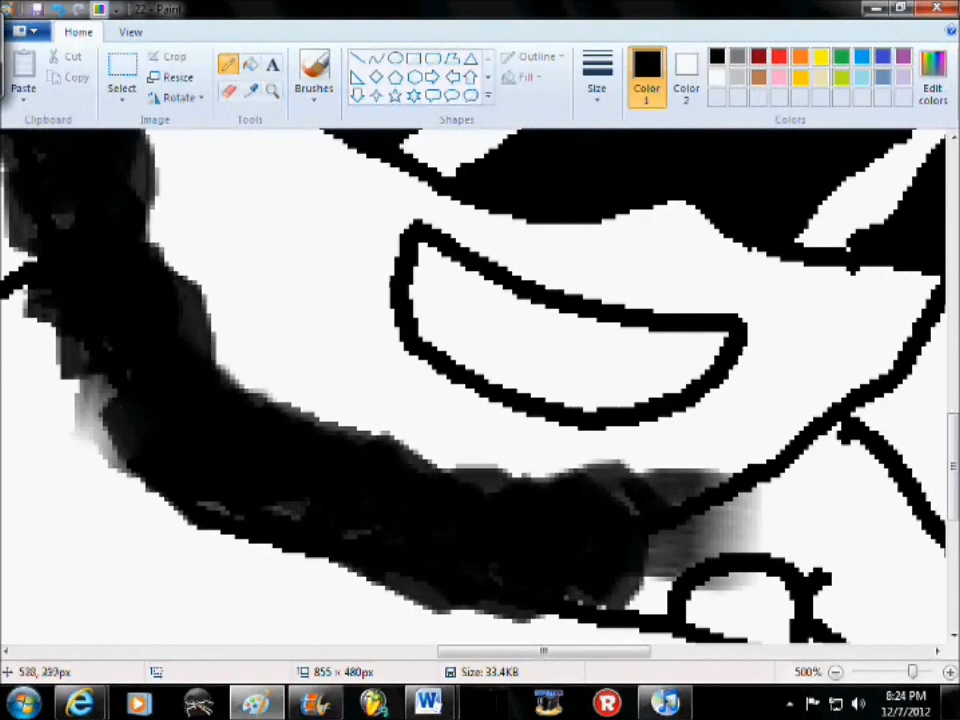 22 - Paint
Home View
Paste
Cut
Copy
Clipboard
Select
Crop
Resize
Rotate
Image
A
Tools
Brushes
Shapes
Outline
Fill
Size
Color 1
Color 2
Edit colors
Colors
855 × 480px
Size: 33.4KB
500%
W
R
8:24 PM
12/7/2012